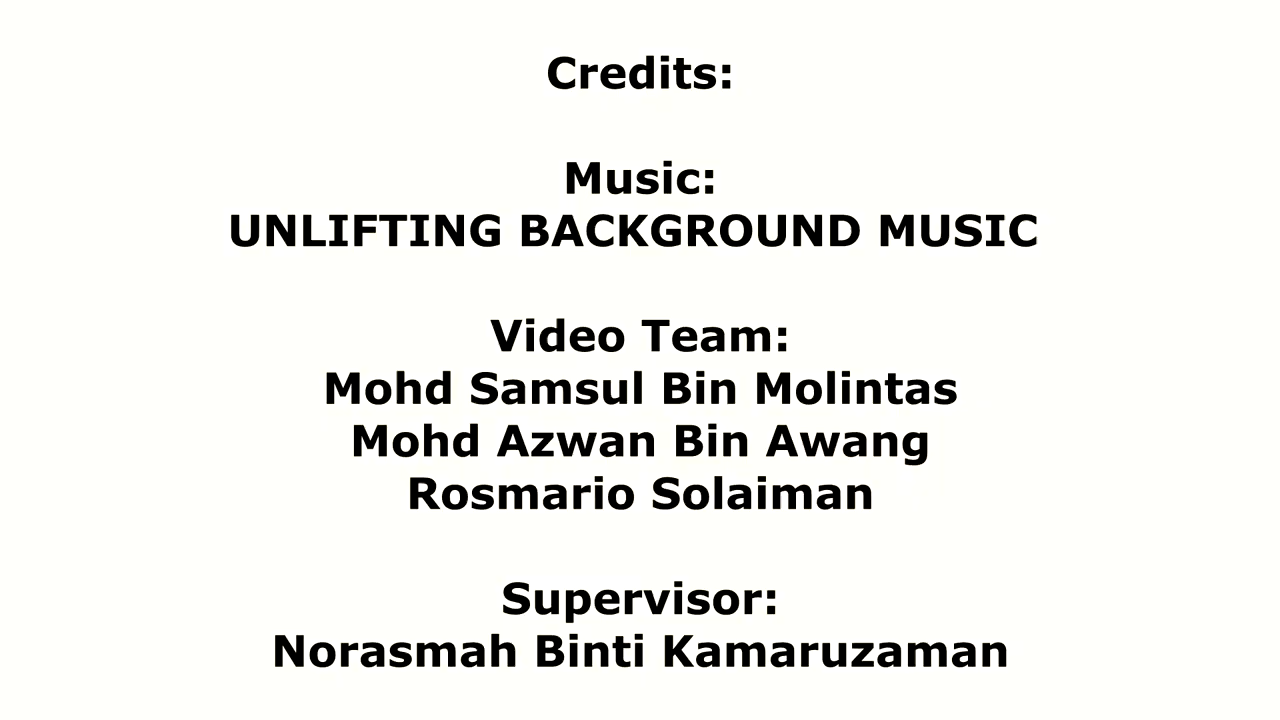 Credits:
Music:
UNLIFTING BACKGROUND MUSIC
Video Team:
Mohd Samsul Bin Molintas
Mohd Azwan Bin Awang
Rosmario Solaiman
Supervisor:
Norasmah Binti Kamaruzaman